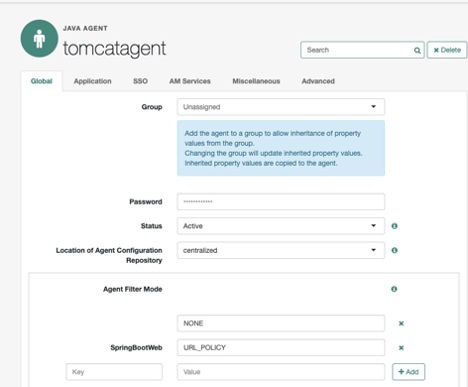 JAVA AGENT
tomcatagent
Search
Delete
Global Application SSO AM Services Miscellaneous Advanced
Group Unassigned
Add the agent to a group to allow inheritance of property
values from the group.
Changing the group will update inherited property values.
Inherited property values are copied to the agent.
Password ************
Status Active
Location of Agent Configuration centralized
Repository
Agent Filter Mode
NONE
SpringBootWeb URL_POLICY
Key Value + Add